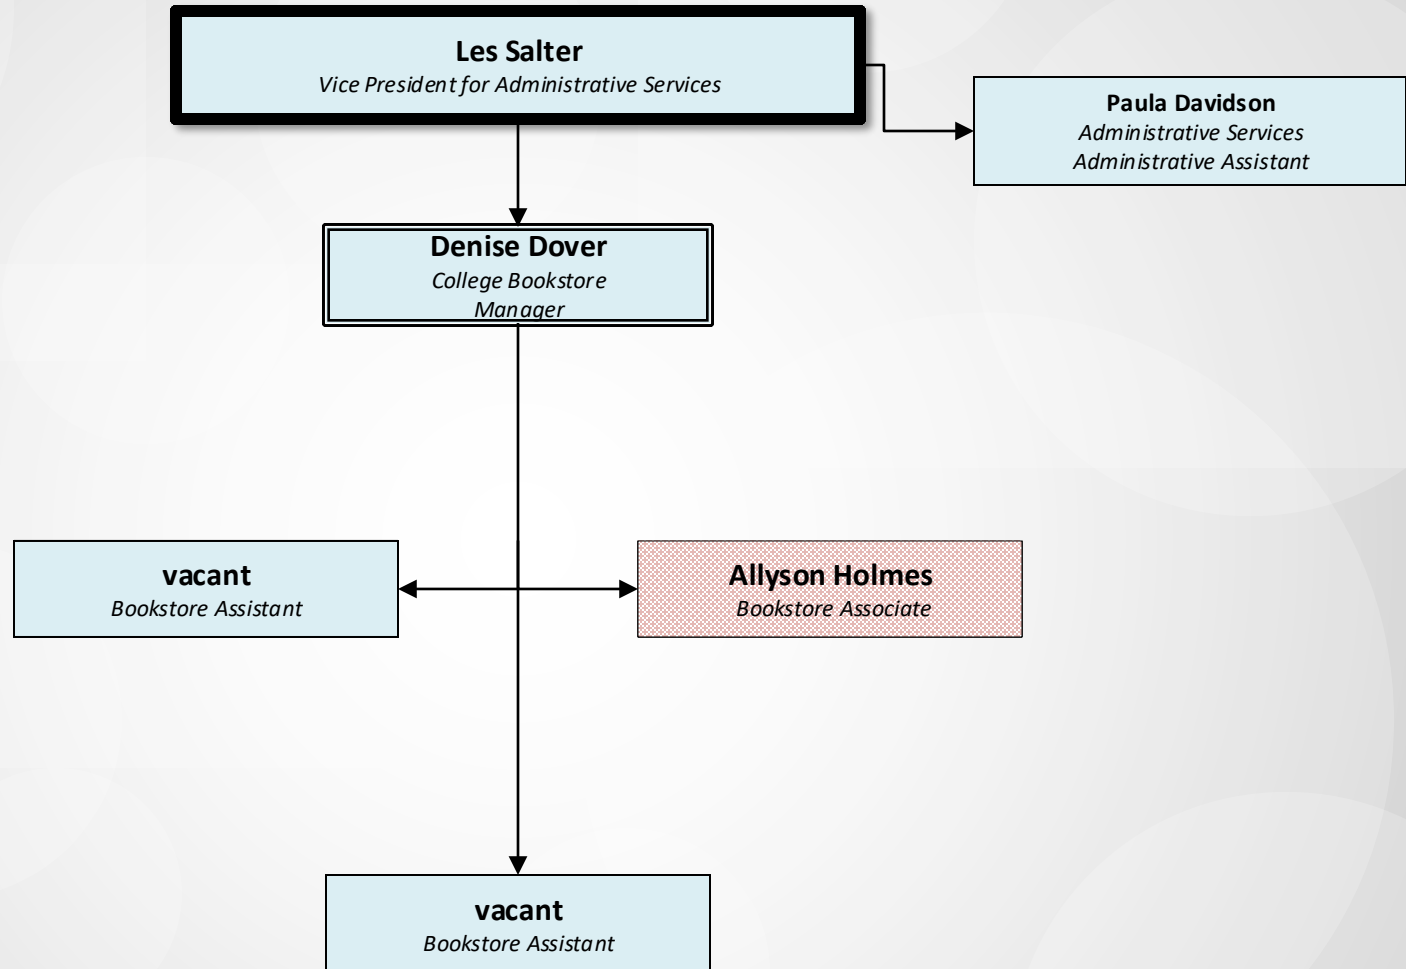 Les Salter
Vice President for Administrative Services
Paula Davidson
Administrative Services
Administrative Assistant
Denise Dover
College Bookstore
Manager
vacant
Bookstore Assistant
Allyson Holmes
Bookstore Associate
vacant
Bookstore Assistant